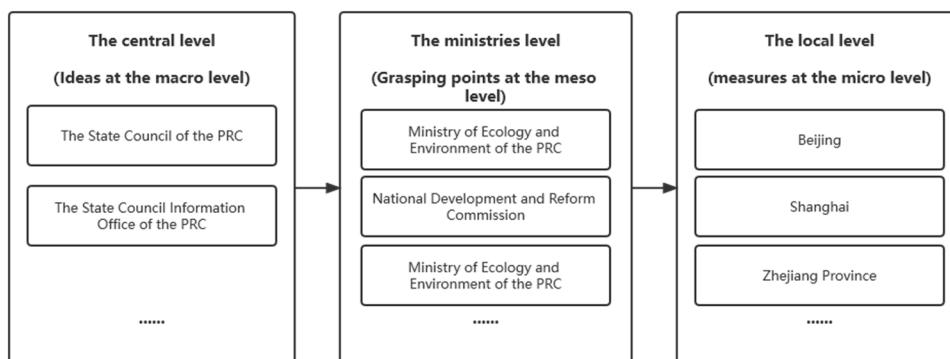 The central level
(Ideas at the macro level)
The State Council of the PRC
The State Council Information
Office of the PRC
......
The ministries level
(Grasping points at the meso
level)
Ministry of Ecology and
Environment of the PRC
National Development and Reform
Commission
Ministry of Ecology and
Environment of the PRC
......
The local level
(measures at the micro level)
Beijing
Shanghai
Zhejiang Province
......